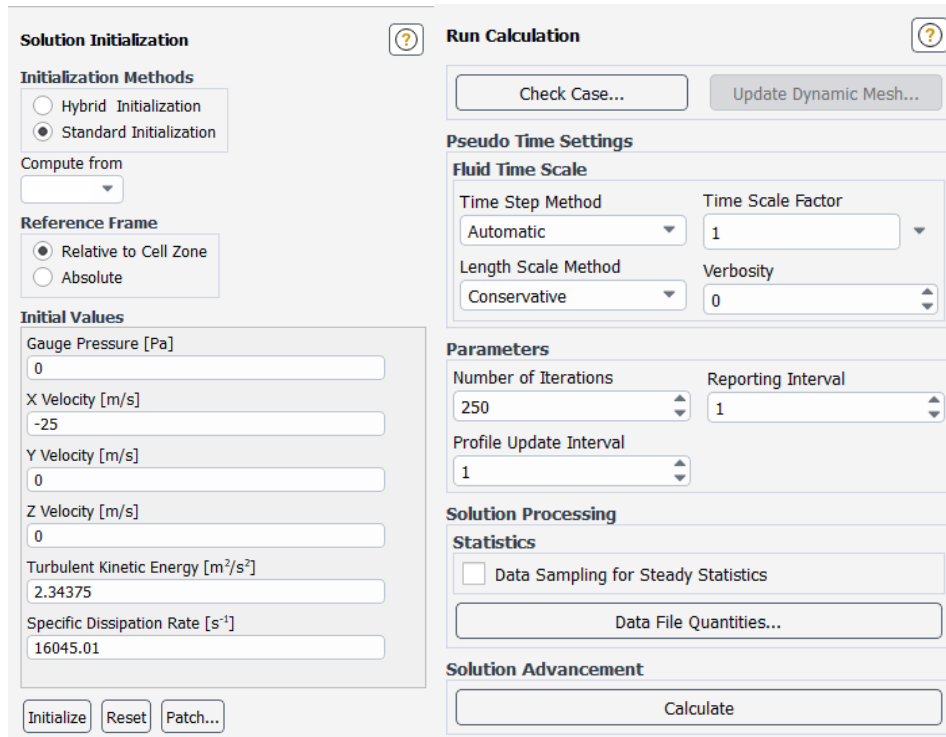 Solution Initialization
?
Initialization Methods
Hybrid Initialization
Standard Initialization
Compute from
Reference Frame
Relative to Cell Zone
Absolute
Initial Values
Gauge Pressure [Pa]
0
X Velocity [m/s]
-25
Y Velocity [m/s]
0
Z Velocity [m/s]
0
Turbulent Kinetic Energy [m²/s²]
2.34375
Specific Dissipation Rate [s⁻¹]
16045.01
Initialize Reset Patch...
Run Calculation
?
Check Case... Update Dynamic Mesh...
Pseudo Time Settings
Fluid Time Scale
Time Step Method Time Scale Factor
Automatic 1
Length Scale Method Verbosity
Conservative 0
Parameters
Number of Iterations Reporting Interval
250 1
Profile Update Interval
1
Solution Processing
Statistics
Data Sampling for Steady Statistics
Data File Quantities...
Solution Advancement
Calculate